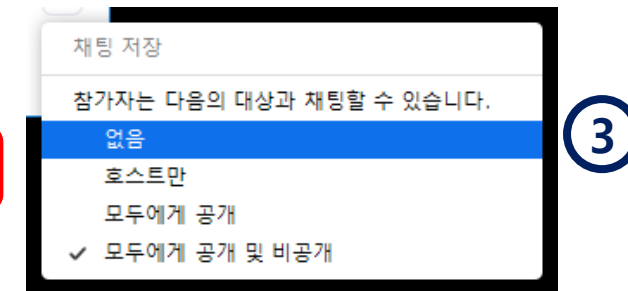 채팅 저장
참가자는 다음의 대상과 채팅할 수 있습니다.
없음
3
호스트만
모두에게 공개
✓ 모두에게 공개 및 비공개